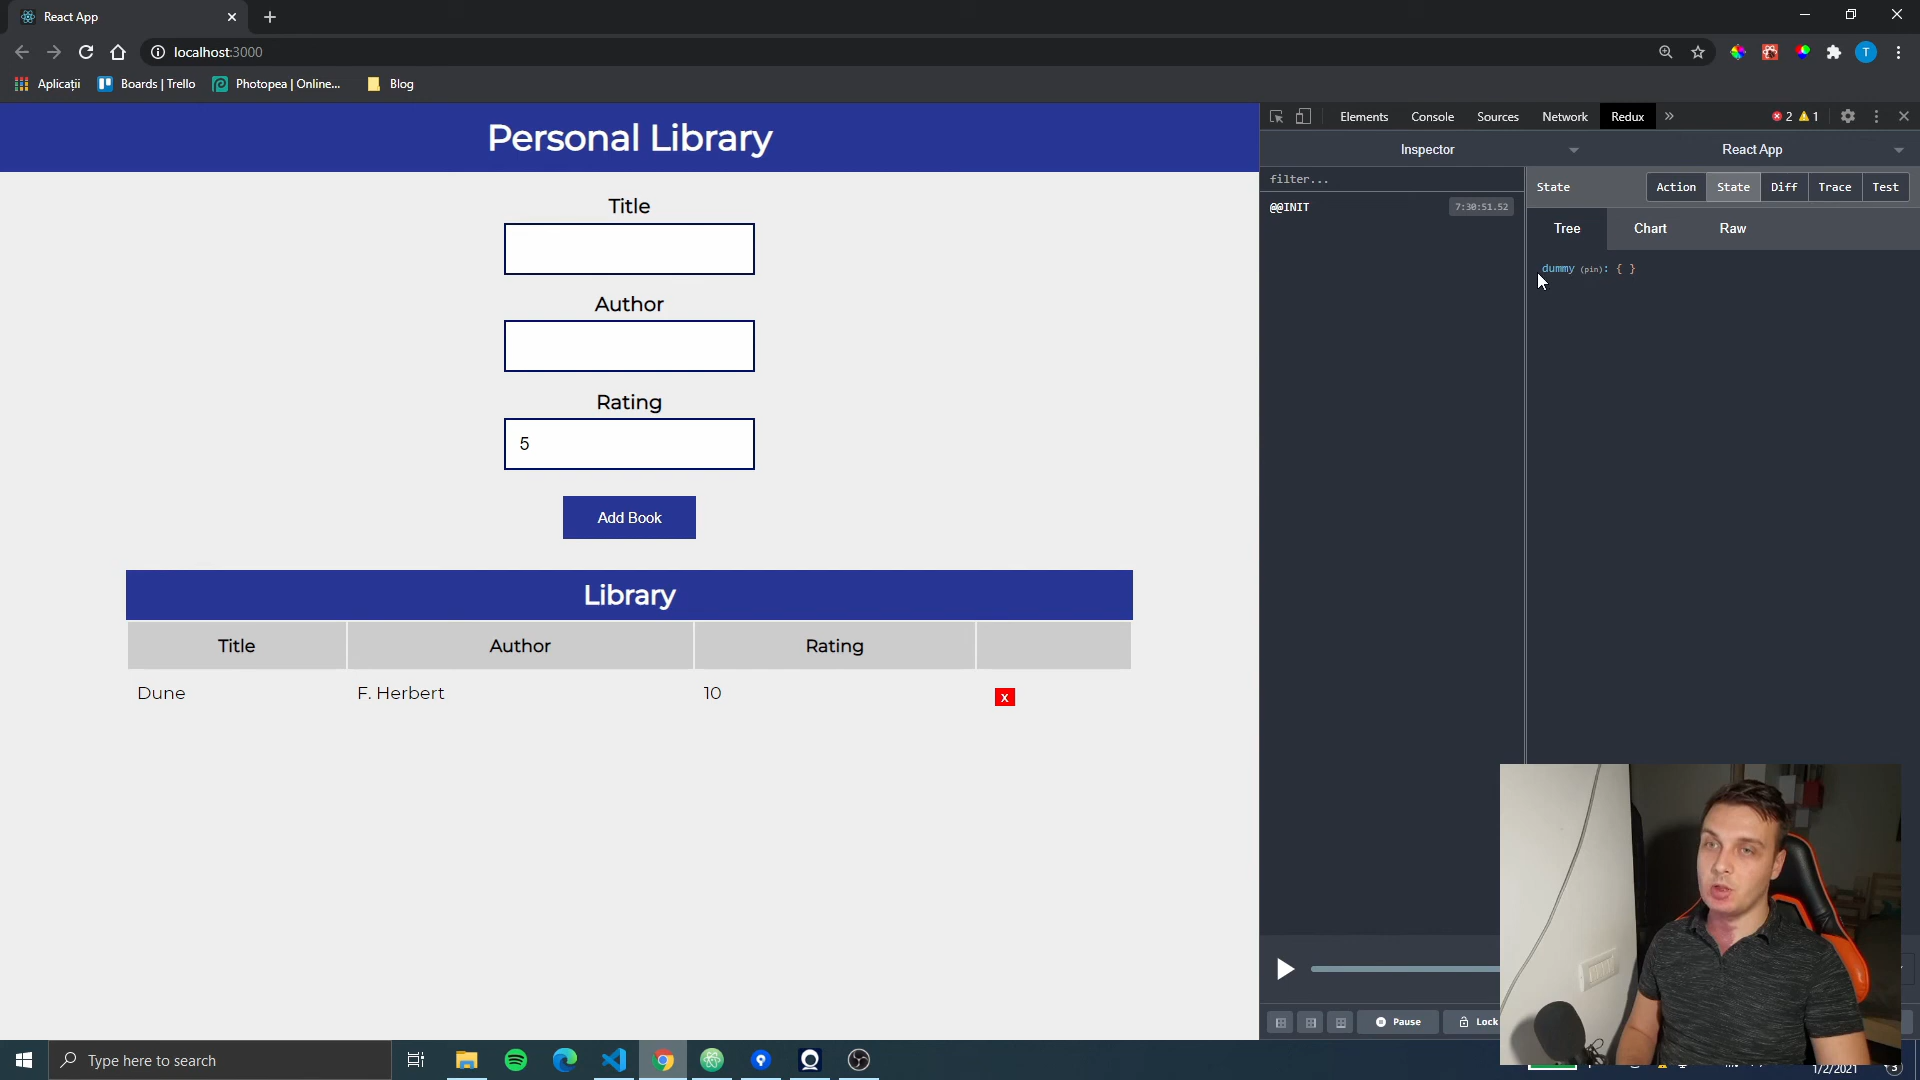 React App
localhost:3000
Aplicații
Boards | Trello
Photopea | Online...
Blog
T
Personal Library
Title
Author
Rating
5
Add Book
Library
Title Author Rating
Dune F. Herbert 10 x
Elements Console Sources Network Redux » 2 1
Inspector React App
filter...
@@INIT 7:30:51.52
State Action State Diff Trace Test
Tree Chart Raw
dummy (pin): { }
Pause Lock
Type here to search
1/2/2021
3